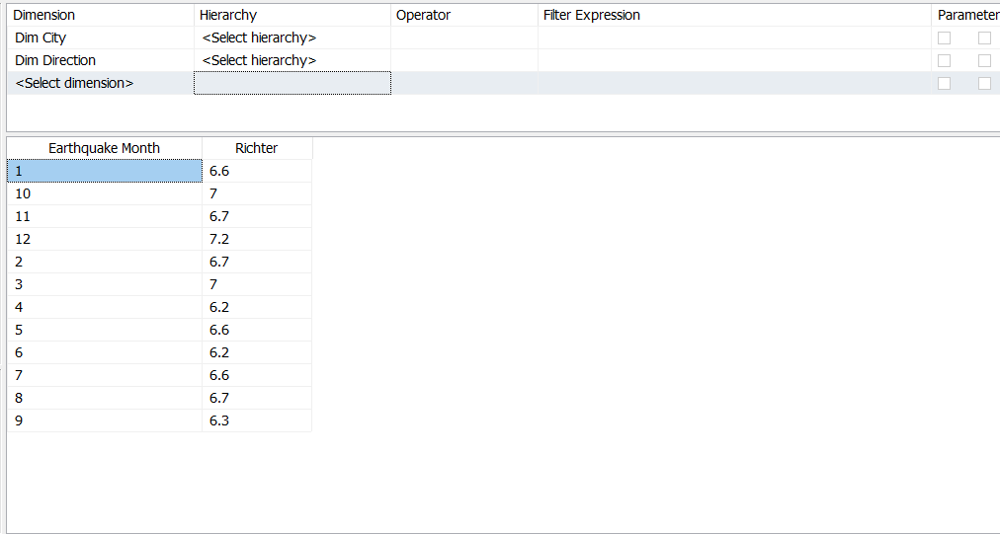 Dimension Hierarchy Operator Filter Expression Parameter
Dim City <Select hierarchy>
Dim Direction <Select hierarchy>
<Select dimension>
Earthquake Month Richter
1 6.6
10 7
11 6.7
12 7.2
2 6.7
3 7
4 6.2
5 6.6
6 6.2
7 6.6
8 6.7
9 6.3